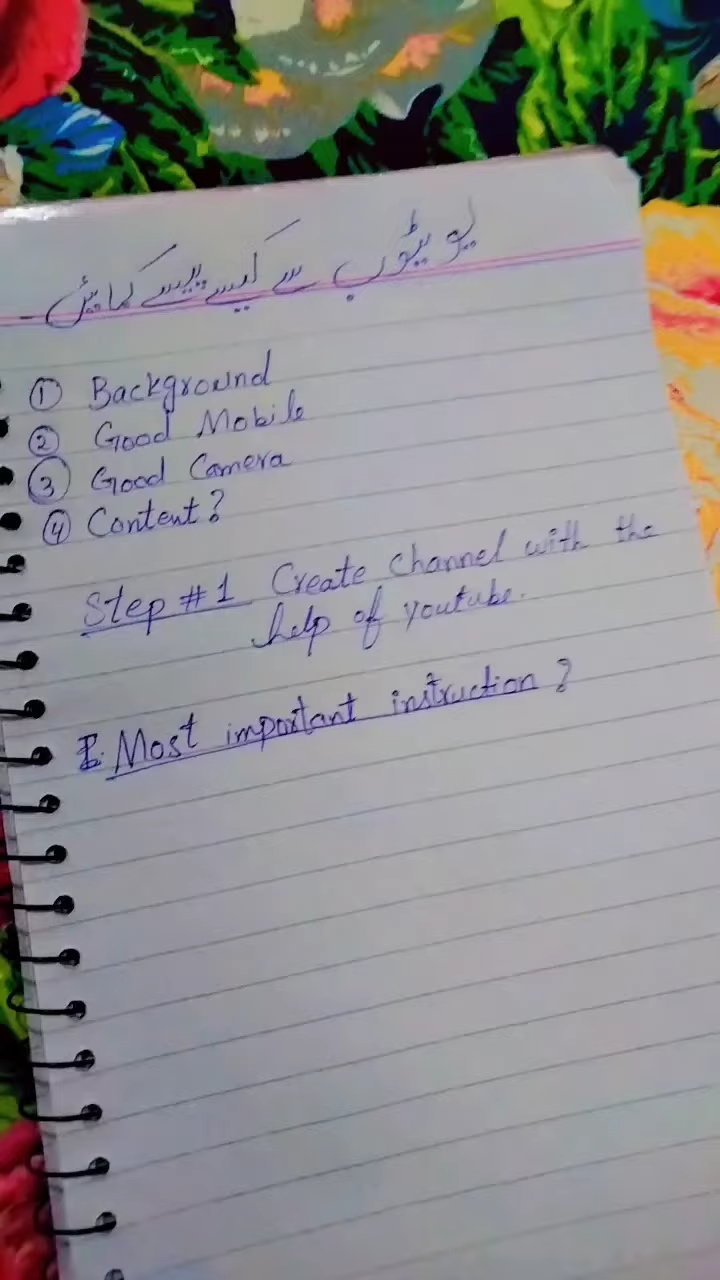 یوٹیوب سے کیسے پیسے کمایئں -
① Background
② Good Mobile
③ Good Camera
④ Content?
Step #1 Create channel with the
help of youtube.
Most important instruction?